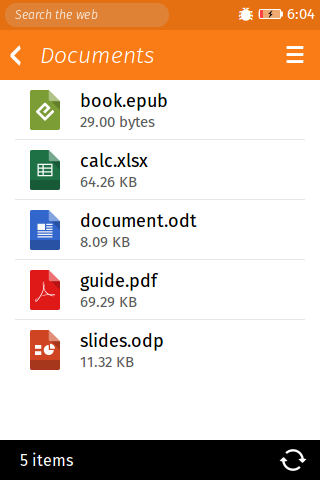 Search the web
6:04
Documents
book.epub
29.00 bytes
calc.xlsx
64.26 KB
document.odt
8.09 KB
guide.pdf
69.29 KB
slides.odp
11.32 KB
5 items